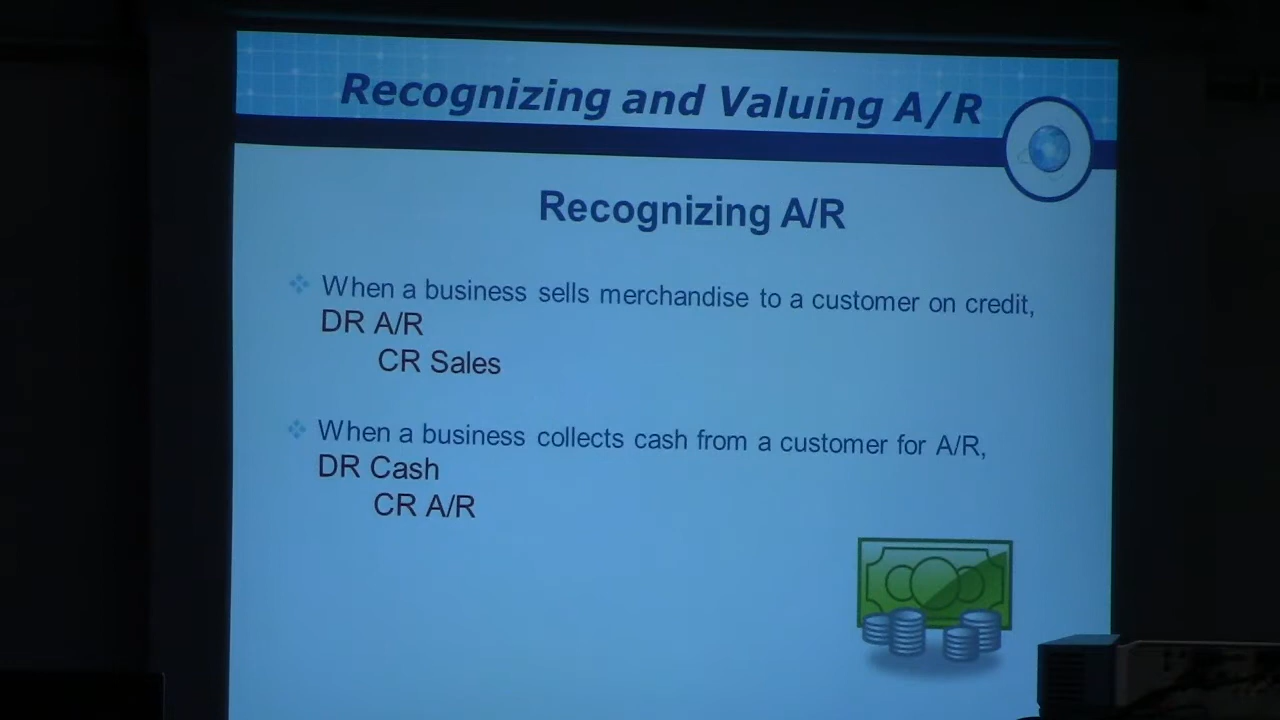 Recognizing and Valuing A/R
Recognizing A/R
When a business sells merchandise to a customer on credit,
DR A/R
CR Sales
When a business collects cash from a customer for A/R,
DR Cash
CR A/R